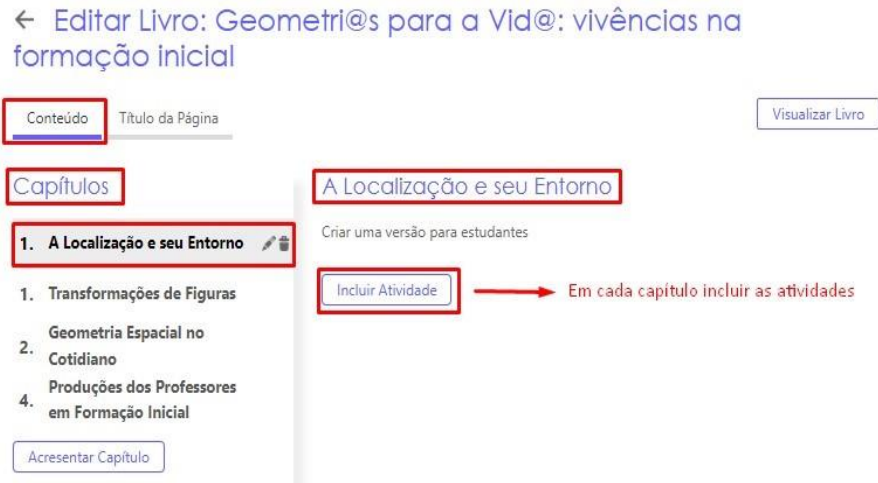 ← Editar Livro: Geometri@s para a Vid@: vivências na
formação inicial
Conteúdo
Título da Página
Visualizar Livro
Capítulos
1. A Localização e seu Entorno
1. Transformações de Figuras
2. Geometria Espacial no
Cotidiano
4. Produções dos Professores
em Formação Inicial
Acresentar Capítulo
A Localização e seu Entorno
Criar uma versão para estudantes
Incluir Atividade
Em cada capítulo incluir as atividades